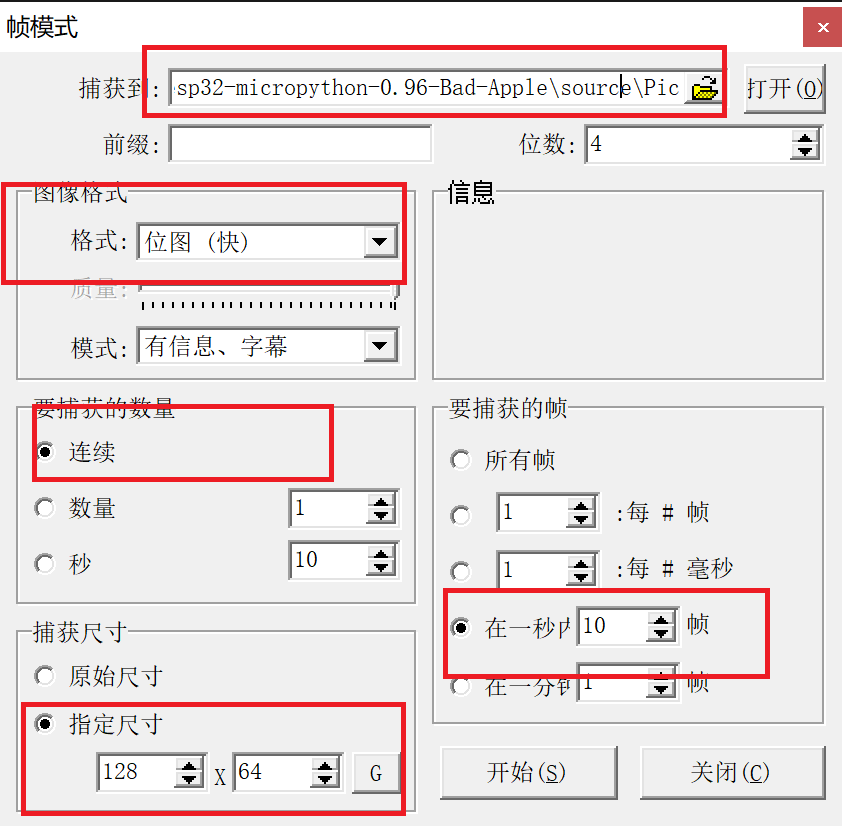 帧模式
捕获到: sp32-micropython-0.96-Bad-Apple\source\Pic 打开(O)
前缀: 位数: 4
图像格式
格式: 位图 (快)
质量:
模式: 有信息、字幕
信息
要捕获的数量
连续
数量 1
秒 10
要捕获的帧
所有帧
1 :每 # 帧
1 :每 # 毫秒
在一秒内 10 帧
在一分钟 1 帧
捕获尺寸
原始尺寸
指定尺寸
128 X 64 G
开始(S) 关闭(C)